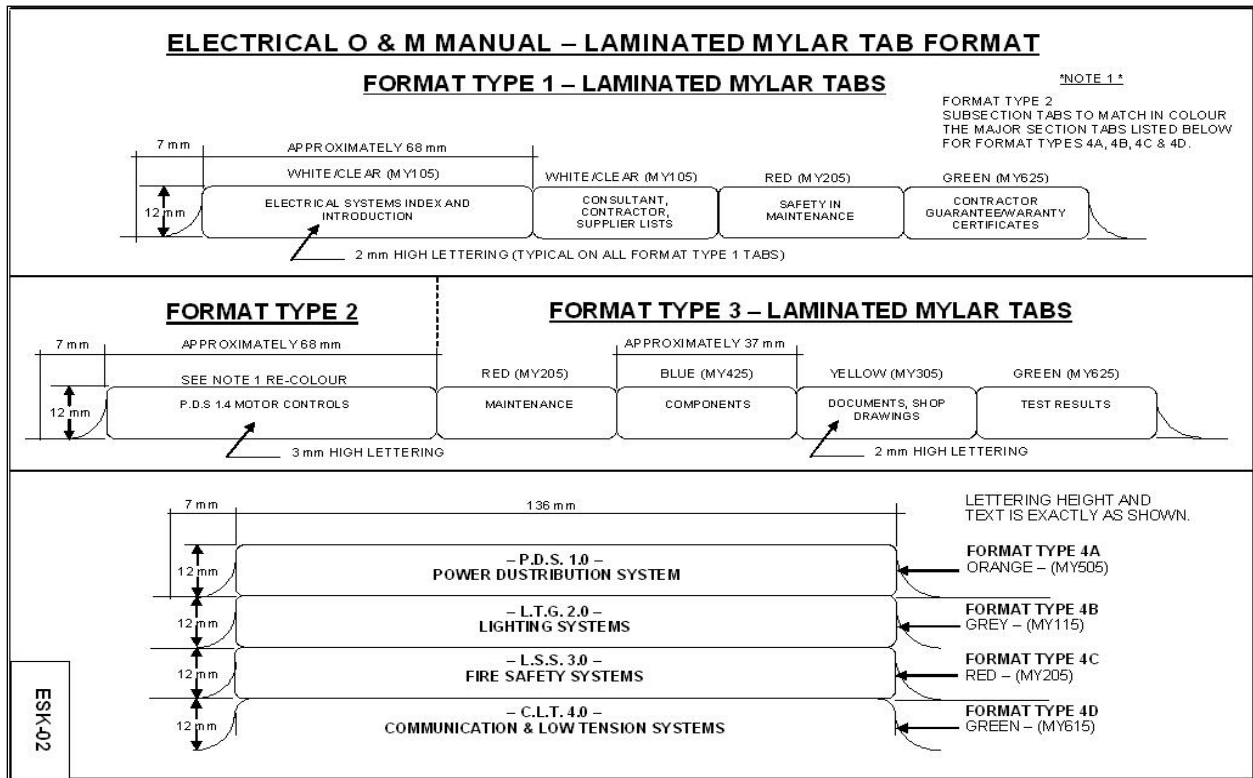 ELECTRICAL O & M MANUAL – LAMINATED MYLAR TAB FORMAT
FORMAT TYPE 1 – LAMINATED MYLAR TABS
*NOTE 1 *
FORMAT TYPE 2
SUBSECTION TABS TO MATCH IN COLOUR
THE MAJOR SECTION TABS LISTED BELOW
FOR FORMAT TYPES 4A, 4B, 4C & 4D.
7 mm
APPROXIMATELY 68 mm
WHITE/CLEAR (MY105)
WHITE/CLEAR (MY105)
RED (MY205)
GREEN (MY625)
12 mm
ELECTRICAL SYSTEMS INDEX AND
INTRODUCTION
CONSULTANT,
CONTRACTOR,
SUPPLIER LISTS
SAFETY IN
MAINTENANCE
CONTRACTOR
GUARANTEE/WARANTY
CERTIFICATES
2 mm HIGH LETTERING (TYPICAL ON ALL FORMAT TYPE 1 TABS)
FORMAT TYPE 2
FORMAT TYPE 3 – LAMINATED MYLAR TABS
7 mm
APPROXIMATELY 68 mm
APPROXIMATELY 37 mm
SEE NOTE 1 RE-COLOUR
RED (MY205)
BLUE (MY425)
YELLOW (MY305)
GREEN (MY625)
12 mm
P.D.S 1.4 MOTOR CONTROLS
MAINTENANCE
COMPONENTS
DOCUMENTS, SHOP
DRAWINGS
TEST RESULTS
3 mm HIGH LETTERING
2 mm HIGH LETTERING
7 mm
136 mm
LETTERING HEIGHT AND
TEXT IS EXACTLY AS SHOWN.
12 mm
– P.D.S. 1.0 –
POWER DUSTRIBUTION SYSTEM
FORMAT TYPE 4A
ORANGE – (MY505)
12 mm
– L.T.G. 2.0 –
LIGHTING SYSTEMS
FORMAT TYPE 4B
GREY – (MY115)
12 mm
– L.S.S. 3.0 –
FIRE SAFETY SYSTEMS
FORMAT TYPE 4C
RED – (MY205)
12 mm
– C.L.T. 4.0 –
COMMUNICATION & LOW TENSION SYSTEMS
FORMAT TYPE 4D
GREEN – (MY615)
ESK-02